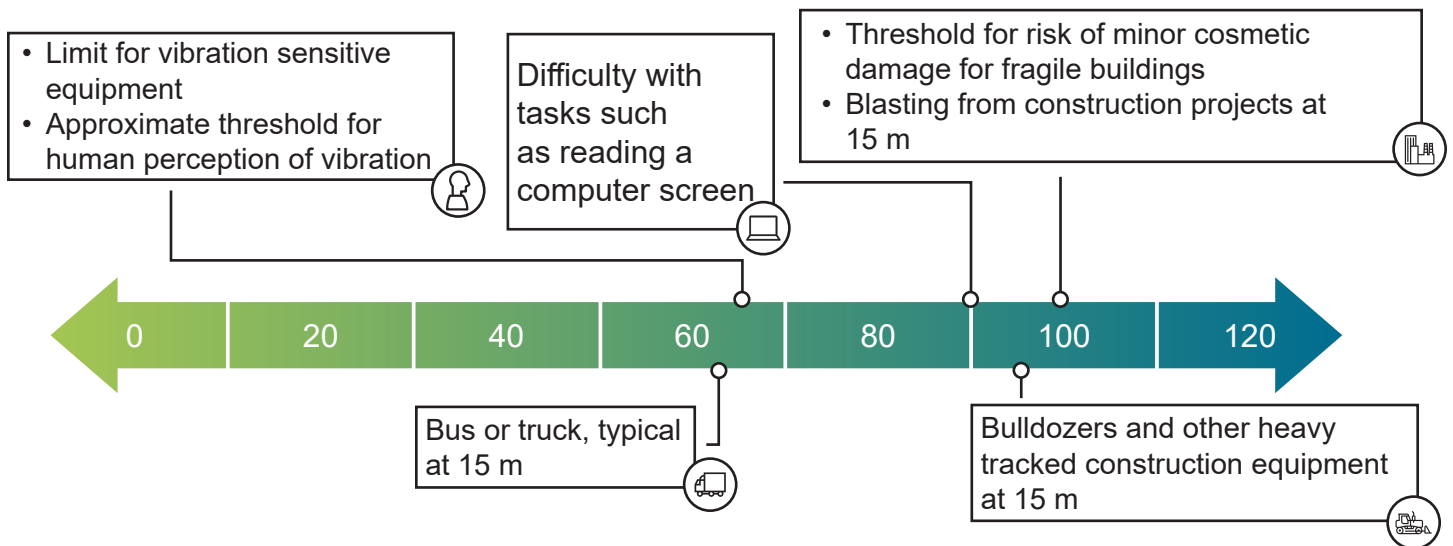 • Limit for vibration sensitive
equipment
• Approximate threshold for
human perception of vibration
Difficulty with
tasks such
as reading a
computer screen
• Threshold for risk of minor cosmetic
damage for fragile buildings
• Blasting from construction projects at
15 m
0 20 40 60 80 100 120
Bus or truck, typical
at 15 m
Bulldozers and other heavy
tracked construction equipment
at 15 m